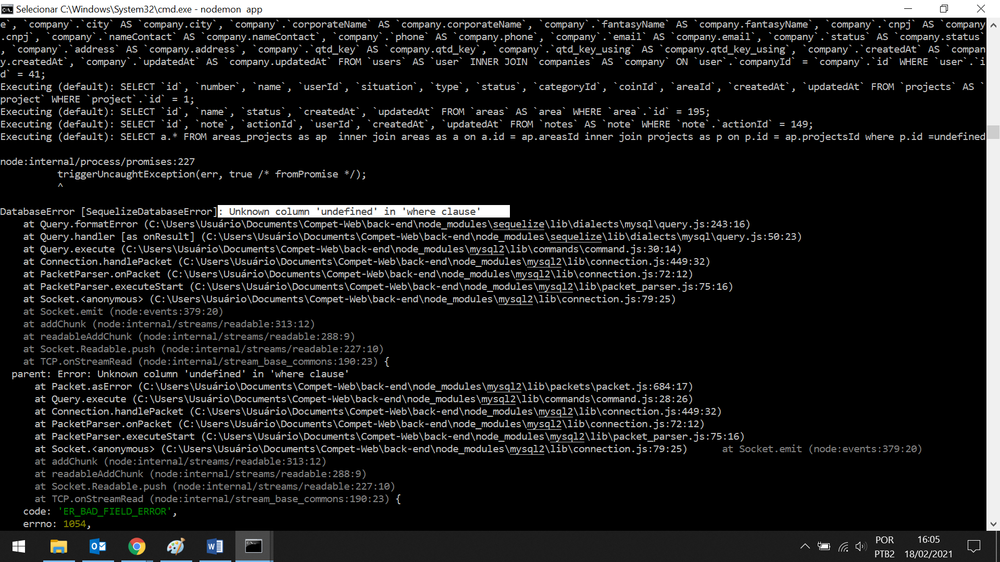 Selecionar C:\Windows\System32\cmd.exe - nodemon  app
e`, `company`.`city` AS `company.city`, `company`.`corporateName` AS `company.corporateName`, `company`.`fantasyName` AS `company.fantasyName`, `company`.`cnpj` AS `company
.cnpj`, `company`.`nameContact` AS `company.nameContact`, `company`.`phone` AS `company.phone`, `company`.`email` AS `company.email`, `company`.`status` AS `company.status`
, `company`.`address` AS `company.address`, `company`.`qtd_key` AS `company.qtd_key`, `company`.`qtd_key_using` AS `company.qtd_key_using`, `company`.`createdAt` AS `compan
y.createdAt`, `company`.`updatedAt` AS `company.updatedAt` FROM `users` AS `user` INNER JOIN `companies` AS `company` ON `user`.`companyId` = `company`.`id` WHERE `user`.`i
d` = 41;
Executing (default): SELECT `id`, `number`, `name`, `userId`, `situation`, `type`, `status`, `categoryId`, `coinId`, `areaId`, `createdAt`, `updatedAt` FROM `projects` AS `
project` WHERE `project`.`id` = 1;
Executing (default): SELECT `id`, `name`, `status`, `createdAt`, `updatedAt` FROM `areas` AS `area` WHERE `area`.`id` = 195;
Executing (default): SELECT `id`, `note`, `actionId`, `userId`, `createdAt`, `updatedAt` FROM `notes` AS `note` WHERE `note`.`actionId` = 149;
Executing (default): SELECT a.* FROM areas_projects as ap  inner join areas as a on a.id = ap.areasId inner join projects as p on p.id = ap.projectsId where p.id =undefined
node:internal/process/promises:227
triggerUncaughtException(err, true /* fromPromise */);
^
DatabaseError [SequelizeDatabaseError]: Unknown column 'undefined' in 'where clause'
at Query.formatError (C:\Users\Usuário\Documents\Compet-Web\back-end\node_modules\sequelize\lib\dialects\mysql\query.js:243:16)
at Query.handler [as onResult] (C:\Users\Usuário\Documents\Compet-Web\back-end\node_modules\sequelize\lib\dialects\mysql\query.js:50:23)
at Query.execute (C:\Users\Usuário\Documents\Compet-Web\back-end\node_modules\mysql2\lib\commands\command.js:30:14)
at Connection.handlePacket (C:\Users\Usuário\Documents\Compet-Web\back-end\node_modules\mysql2\lib\connection.js:449:32)
at PacketParser.onPacket (C:\Users\Usuário\Documents\Compet-Web\back-end\node_modules\mysql2\lib\connection.js:72:12)
at PacketParser.executeStart (C:\Users\Usuário\Documents\Compet-Web\back-end\node_modules\mysql2\lib\packet_parser.js:75:16)
at Socket.<anonymous> (C:\Users\Usuário\Documents\Compet-Web\back-end\node_modules\mysql2\lib\connection.js:79:25)
at Socket.emit (node:events:379:20)
at addChunk (node:internal/streams/readable:313:12)
at readableAddChunk (node:internal/streams/readable:288:9)
at Socket.Readable.push (node:internal/streams/readable:227:10)
at TCP.onStreamRead (node:internal/stream_base_commons:190:23) {
parent: Error: Unknown column 'undefined' in 'where clause'
at Packet.asError (C:\Users\Usuário\Documents\Compet-Web\back-end\node_modules\mysql2\lib\packets\packet.js:684:17)
at Query.execute (C:\Users\Usuário\Documents\Compet-Web\back-end\node_modules\mysql2\lib\commands\command.js:28:26)
at Connection.handlePacket (C:\Users\Usuário\Documents\Compet-Web\back-end\node_modules\mysql2\lib\connection.js:449:32)
at PacketParser.onPacket (C:\Users\Usuário\Documents\Compet-Web\back-end\node_modules\mysql2\lib\connection.js:72:12)
at PacketParser.executeStart (C:\Users\Usuário\Documents\Compet-Web\back-end\node_modules\mysql2\lib\packet_parser.js:75:16)
at Socket.<anonymous> (C:\Users\Usuário\Documents\Compet-Web\back-end\node_modules\mysql2\lib\connection.js:79:25)      at Socket.emit (node:events:379:20)
at addChunk (node:internal/streams/readable:313:12)
at readableAddChunk (node:internal/streams/readable:288:9)
at Socket.Readable.push (node:internal/streams/readable:227:10)
at TCP.onStreamRead (node:internal/stream_base_commons:190:23) {
code: 'ER_BAD_FIELD_ERROR',
errno: 1054,
POR 16:05
PTB2 18/02/2021